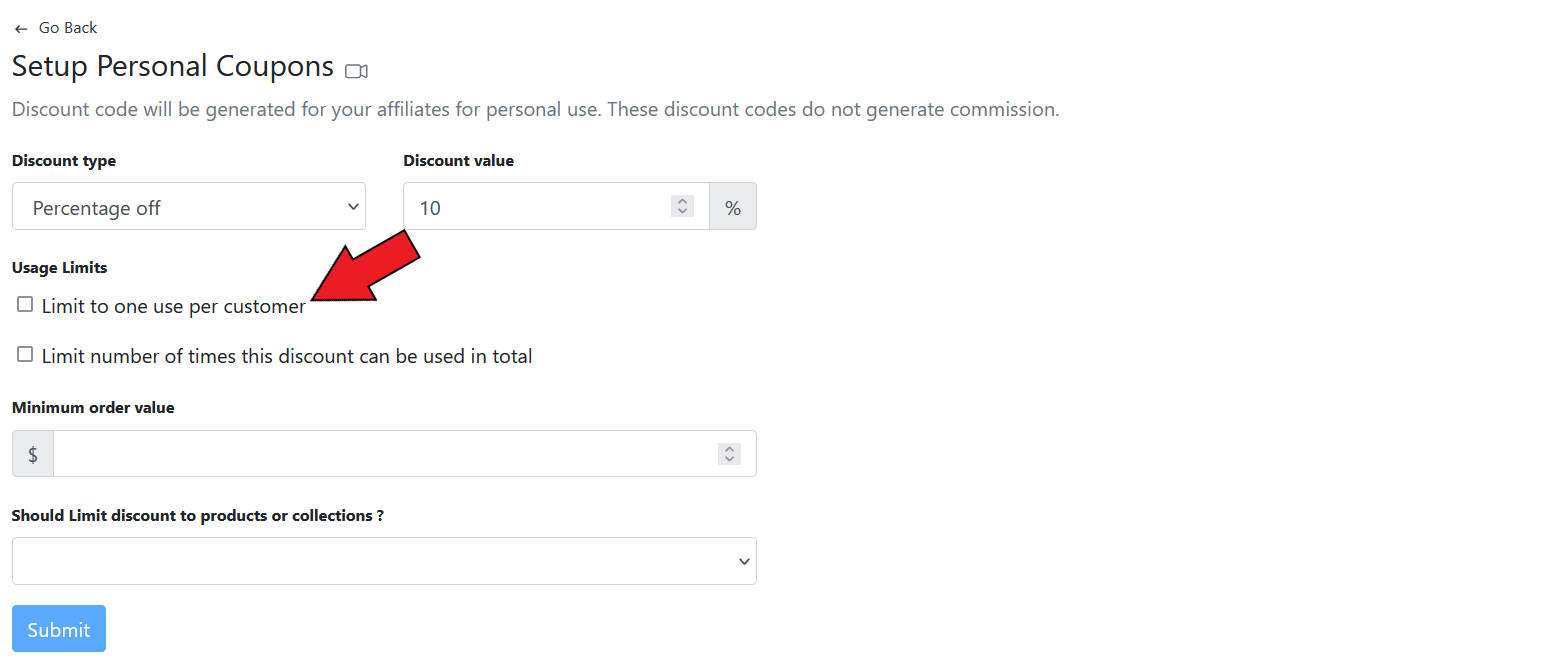 ← Go Back
Setup Personal Coupons
Discount code will be generated for your affiliates for personal use. These discount codes do not generate commission.
Discount type
Discount value
Percentage off
10
%
Usage Limits
Limit to one use per customer
Limit number of times this discount can be used in total
Minimum order value
$
Should Limit discount to products or collections ?
Submit